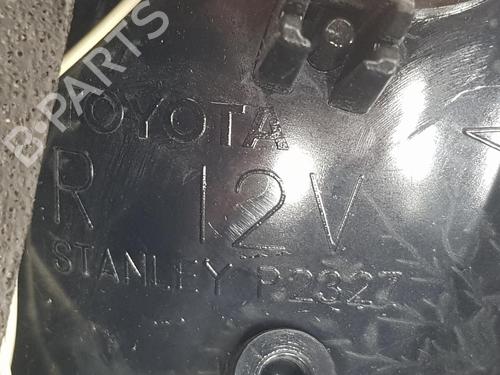 B-PARTS
TOYOTA
R 12V
STANLEY P2327